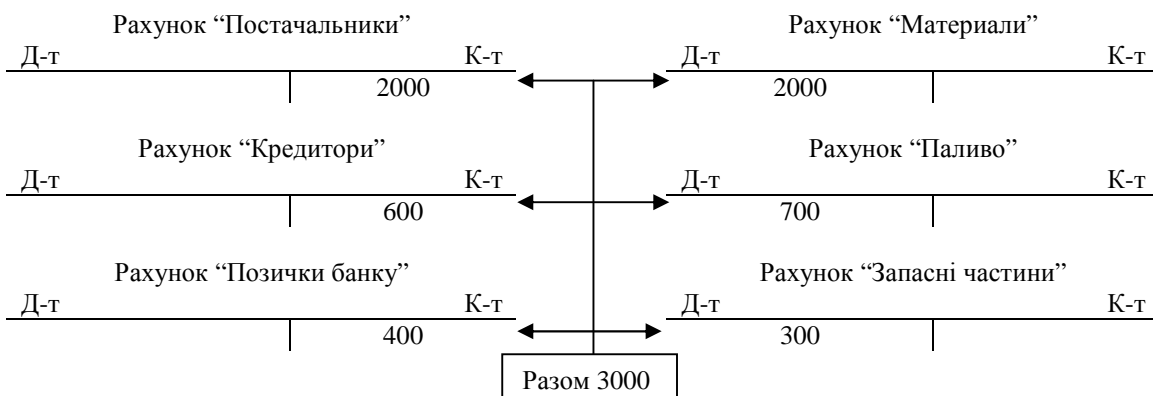 Рахунок “Постачальники” Рахунок “Материали”
Д-т К-т Д-т К-т
2000 2000
Рахунок “Кредитори” Рахунок “Паливо”
Д-т К-т Д-т К-т
600 700
Рахунок “Позички банку” Рахунок “Запасні частини”
Д-т К-т Д-т К-т
400 300
Разом 3000